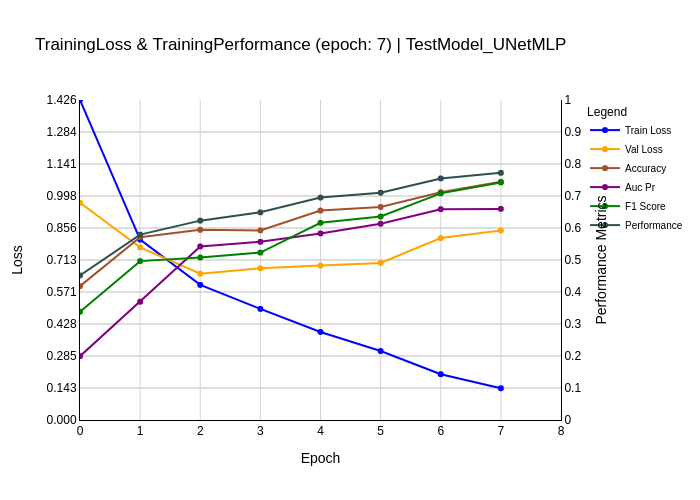 TrainingLoss & TrainingPerformance (epoch: 7) | TestModel_UNetMLP
1.426
1.284
1.141
0.998
0.856
0.713
0.571
0.428
0.285
0.143
0.000
Loss
0
1
2
3
4
5
6
7
8
Epoch
1
0.9
0.8
0.7
0.6
0.5
0.4
0.3
0.2
0.1
0
Performance Metrics
Legend
Train Loss
Val Loss
Accuracy
Auc Pr
F1 Score
Performance